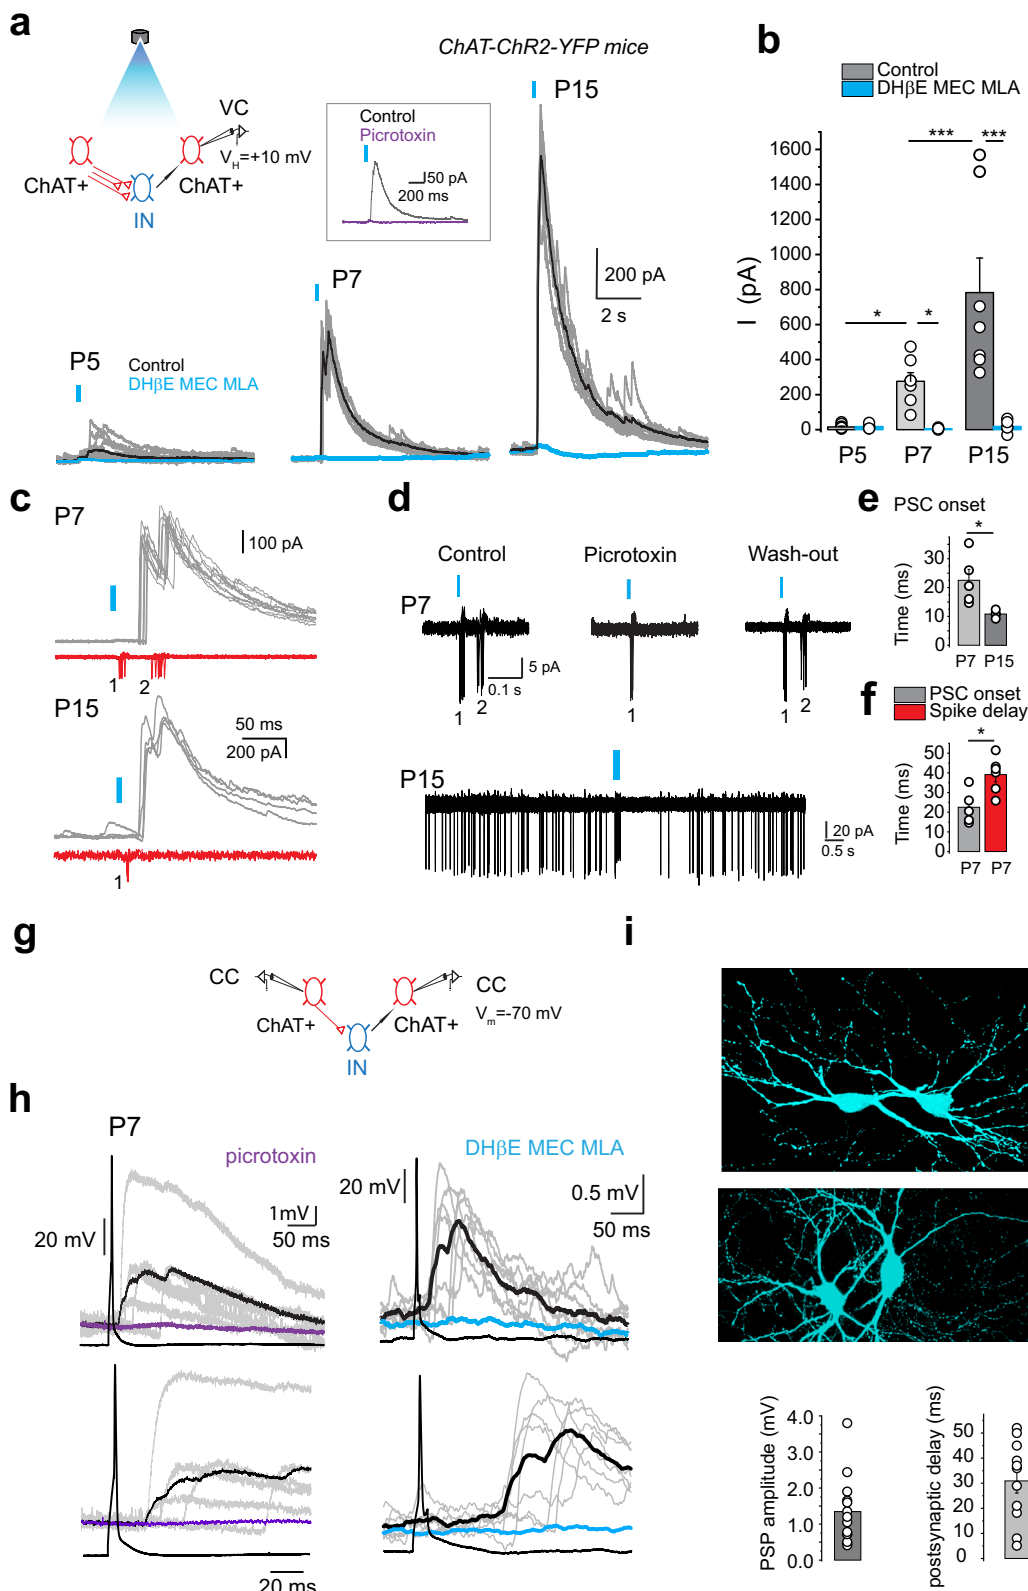 a
ChAT-ChR2-YFP mice
VC
V_H=+10 mV
ChAT+
ChAT+
IN
Control
Picrotoxin
50 pA
200 ms
P15
P7
200 pA
2 s
P5
Control
DHβE MEC MLA
b
Control
DHβE MEC MLA
*** ***
* *
I (pA)
1600
1400
1200
1000
800
600
400
200
0
P5 P7 P15
c
P7
100 pA
1 2
P15
50 ms
200 pA
1
d
Control Picrotoxin Wash-out
P7
5 pA
0.1 s
1 2 1 1 2
P15
20 pA
0.5 s
e
PSC onset
*
Time (ms)
30
20
10
0
P7 P15
f
PSC onset
Spike delay
*
Time (ms)
50
40
30
20
10
0
P7 P7
g
CC
CC
V_m=-70 mV
ChAT+
ChAT+
IN
h
P7
picrotoxin
20 mV
1mV
50 ms
DHβE MEC MLA
20 mV
0.5 mV
50 ms
20 ms
i
PSP amplitude (mV)
4.0
3.0
2.0
1.0
0.0
postsynaptic delay (ms)
50
40
30
20
10
0